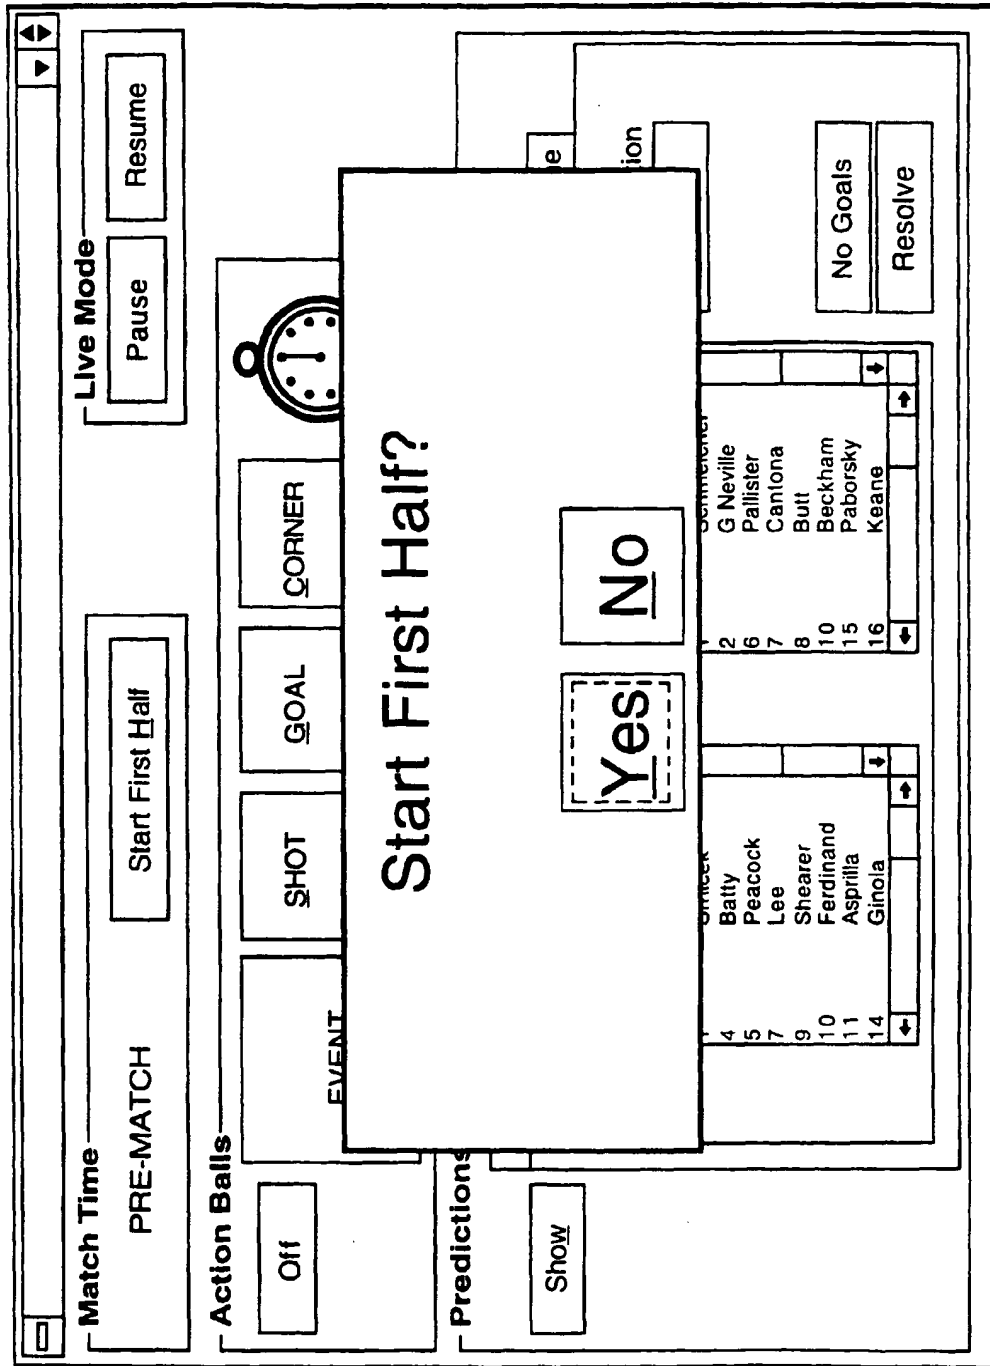 Match Time
PRE-MATCH
Start First Half
Live Mode
Pause
Resume
Action Balls
Off
EVENT
SHOT
GOAL
CORNER
Start First Half?
Yes
No
Predictions
Show
4 Batty
5 Peacock
7 Lee
9 Shearer
10 Ferdinand
11 Asprilla
14 Ginola
2 G Neville
6 Pallister
7 Cantona
8 Butt
10 Beckham
15 Paborsky
16 Keane
No Goals
Resolve